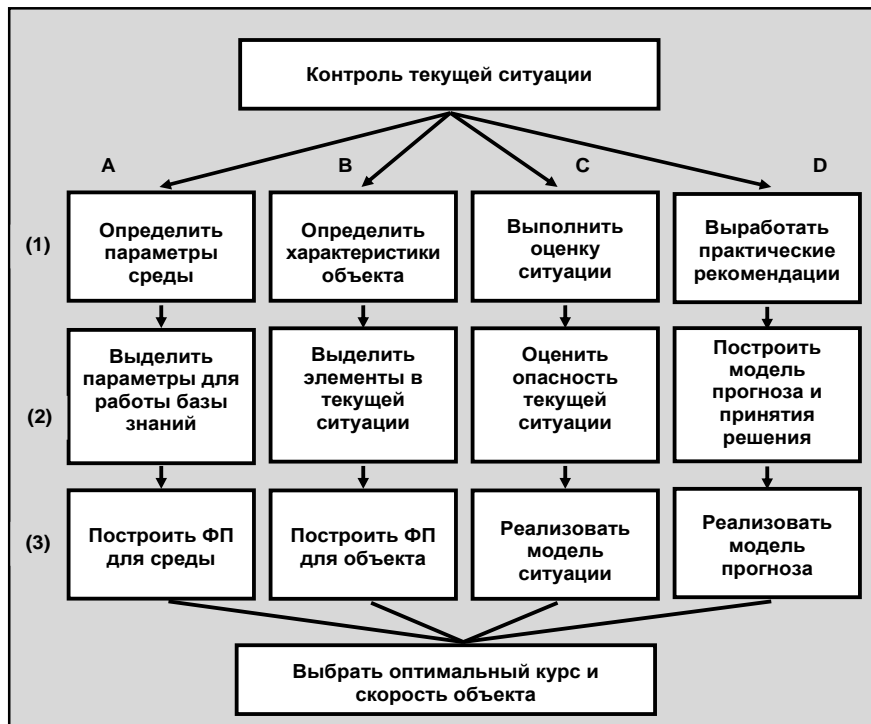 Контроль текущей ситуации
A
B
C
D
(1)
Определить
параметры
среды
Определить
характеристики
объекта
Выполнить
оценку
ситуации
Выработать
практические
рекомендации
(2)
Выделить
параметры для
работы базы
знаний
Выделить
элементы в
текущей
ситуации
Оценить
опасность
текущей
ситуации
Построить
модель
прогноза и
принятия
решения
(3)
Построить ФП
для среды
Построить ФП
для объекта
Реализовать
модель
ситуации
Реализовать
модель
прогноза
Выбрать оптимальный курс и
скорость объекта